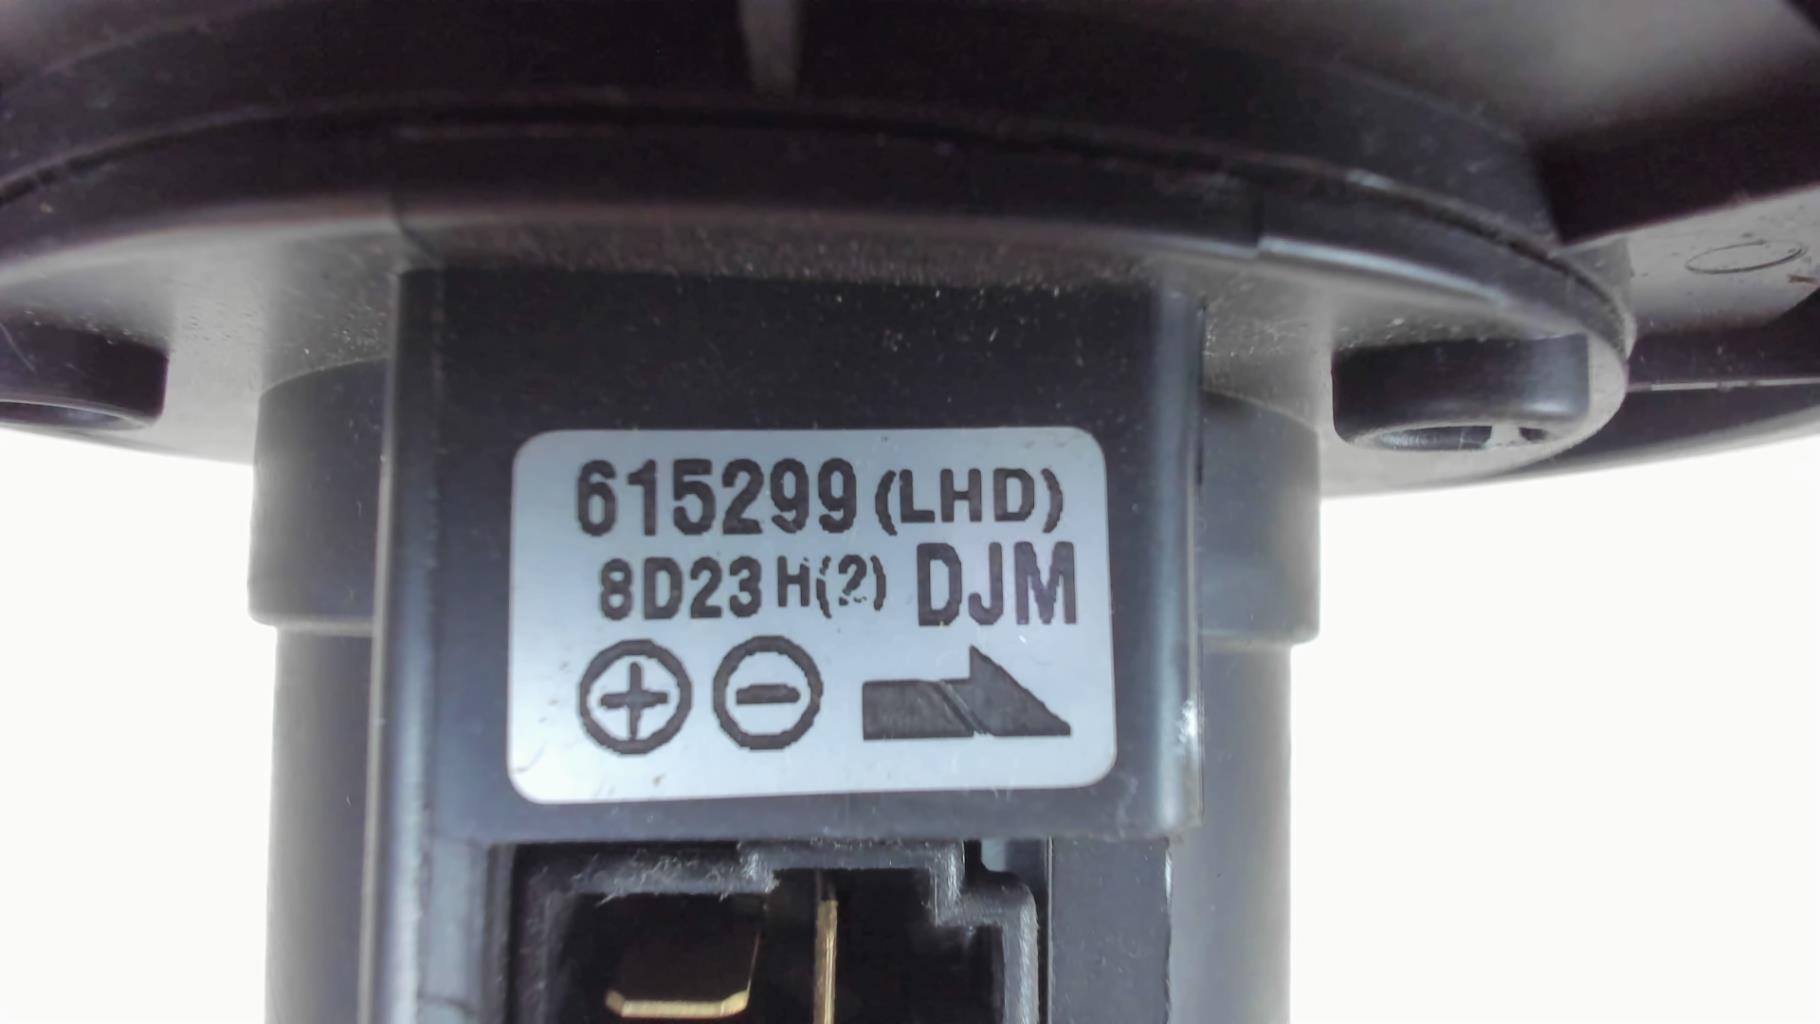 615299 (LHD)
8D23 H(2) DJM
+ -